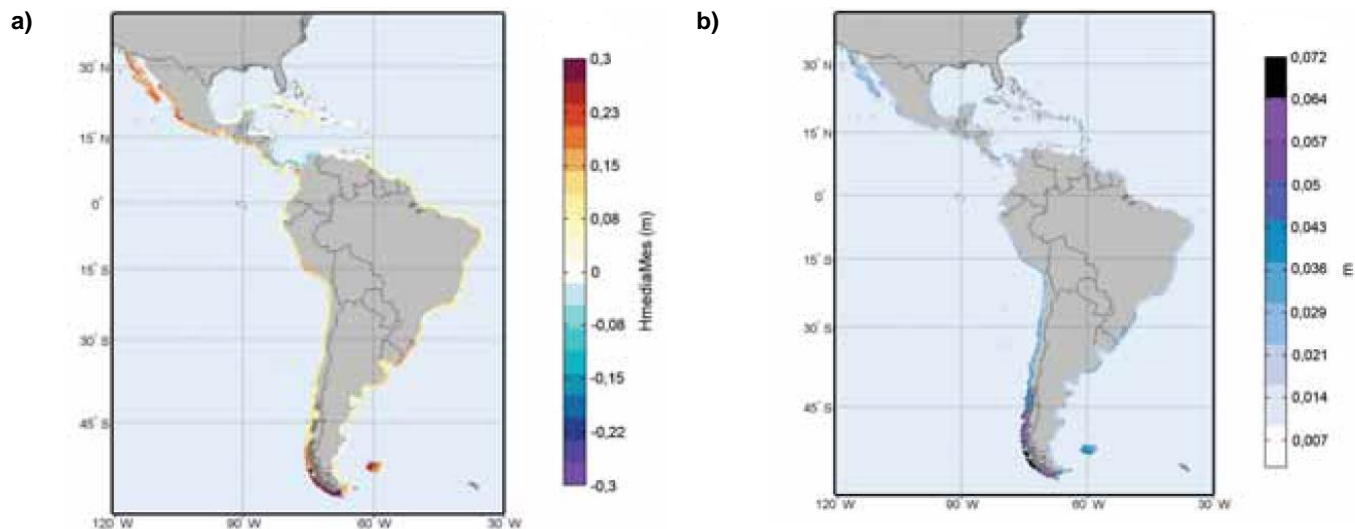 a)
30° N
15° N
0°
15° S
30° S
45° S
120 W
90° W
60° W
30 W
0,3
0,23
0,15
0,08
0
-0,08
-0,15
-0,22
-0,3
HmediaMes (m)
b)
30° N
15° N
0°
15° S
30° S
45° S
120 W
90° W
60° W
30 W
0,072
0,064
0,057
0,05
0,043
0,036
0,029
0,021
0,014
0,007
m